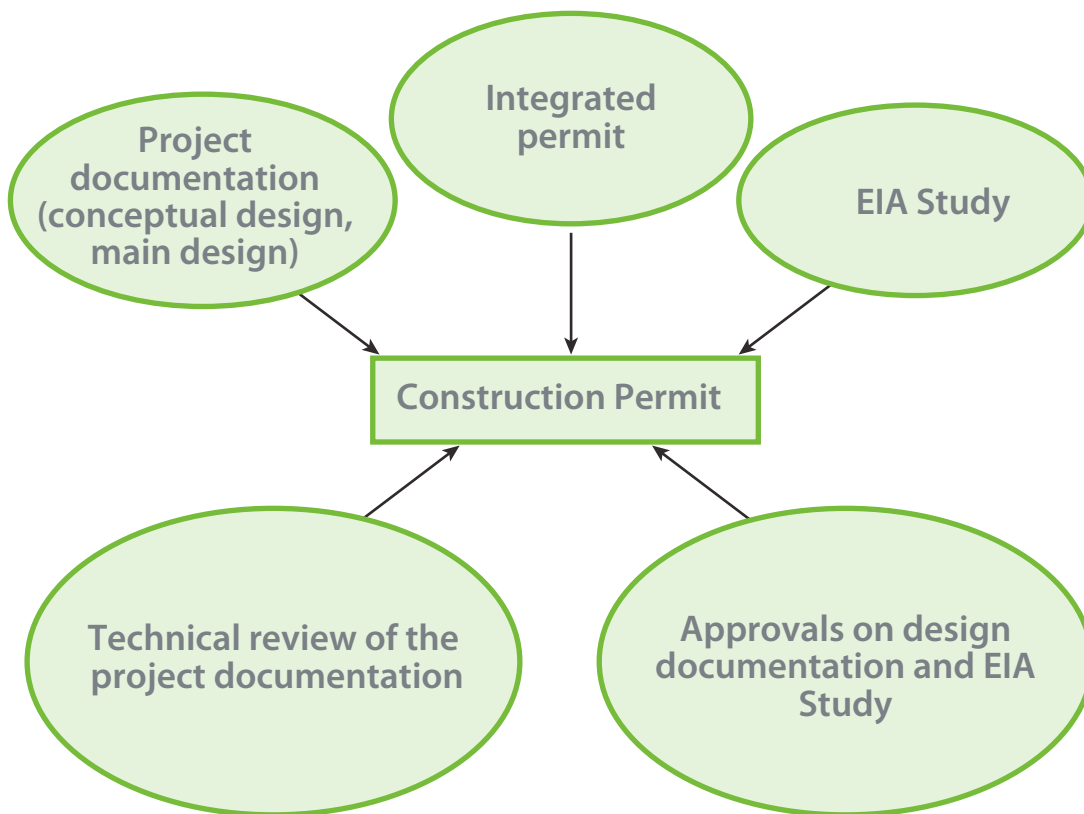 Project
documentation
(conceptual design,
main design)
Integrated
permit
EIA Study
Construction Permit
Technical review of the
project documentation
Approvals on design
documentation and EIA
Study